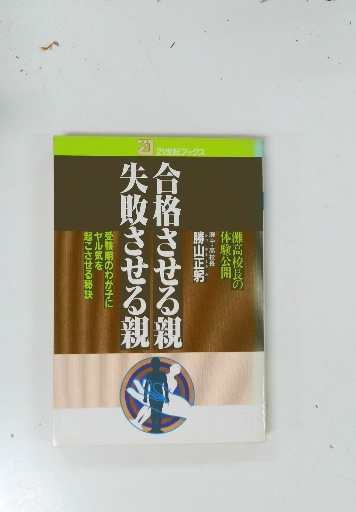 21
21世紀ブックス
灘高校長の
体験公開
灘中・高校長
勝山正躬
合格させる親
失敗させる親
受験期のわが子に
ヤル気を
起こさせる秘訣